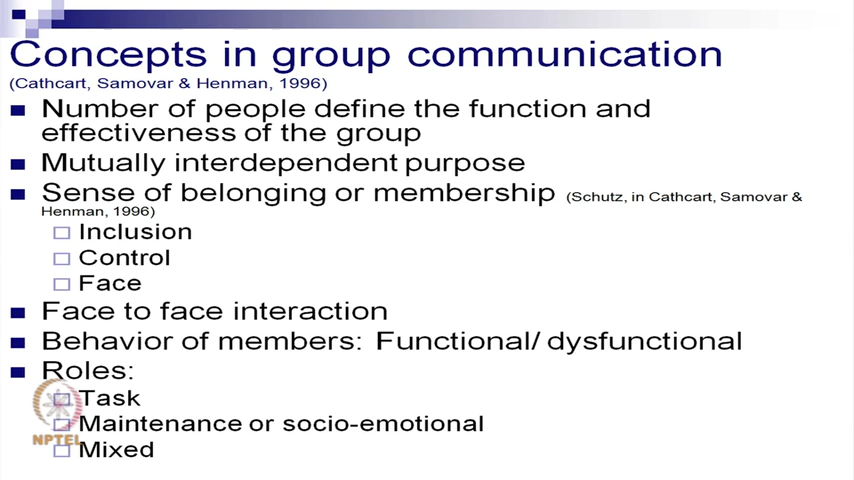 Concepts in group communication
(Cathcart, Samovar & Henman, 1996)
Number of people define the function and
effectiveness of the group
Mutually interdependent purpose
Sense of belonging or membership (Schutz, in Cathcart, Samovar &
Henman, 1996)
Inclusion
Control
Face
Face to face interaction
Behavior of members: Functional/ dysfunctional
Roles:
Task
Maintenance or socio-emotional
Mixed
NPTEL